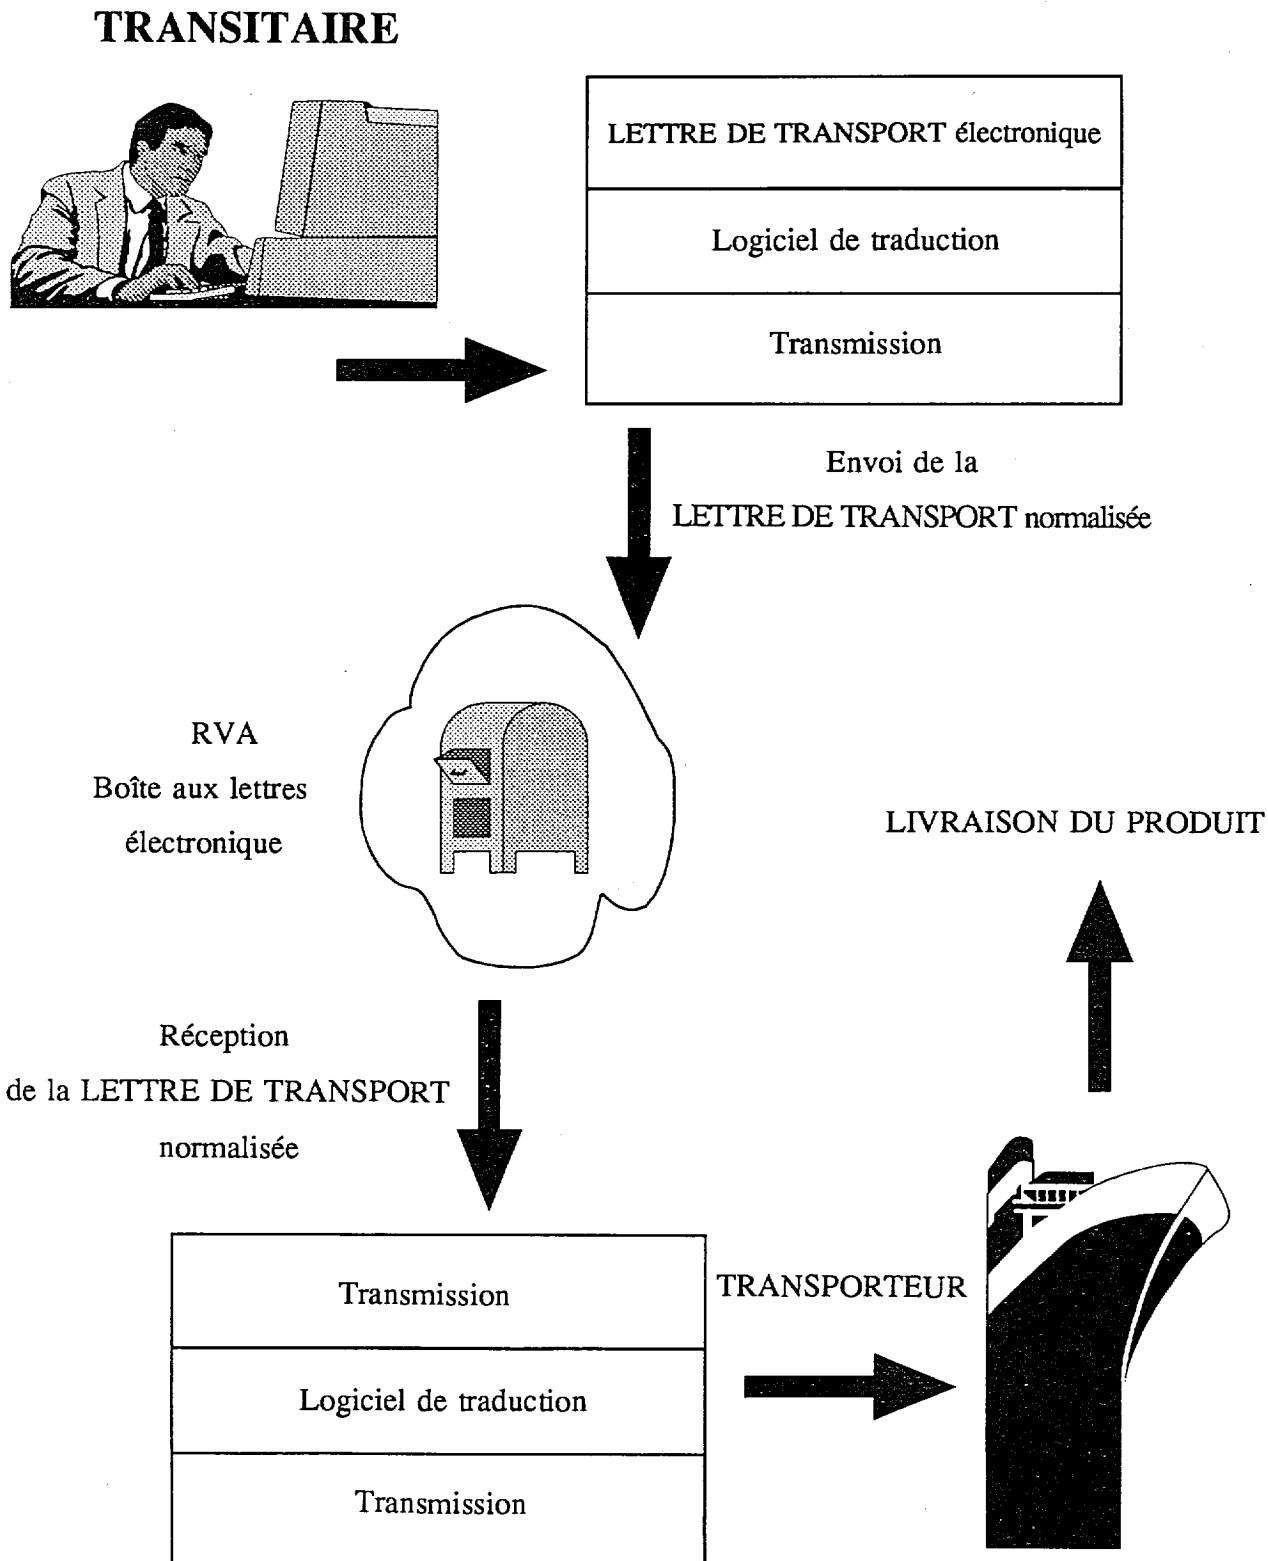 TRANSITAIRE
LETTRE DE TRANSPORT électronique
Logiciel de traduction
Transmission
Envoi de la
LETTRE DE TRANSPORT normalisée
RVA
Boîte aux lettres
électronique
LIVRAISON DU PRODUIT
Réception
de la LETTRE DE TRANSPORT
normalisée
Transmission
TRANSPORTEUR
Logiciel de traduction
Transmission